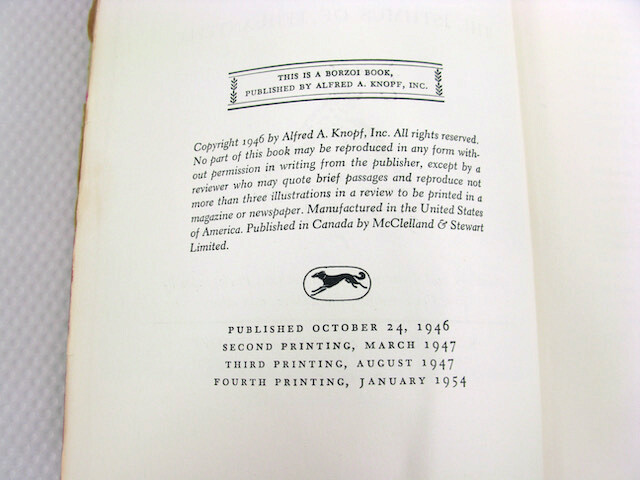 THIS IS A BORZOI BOOK,
PUBLISHED BY ALFRED A. KNOPF, INC.
Copyright 1946 by Alfred A. Knopf, Inc. All rights reserved.
No part of this book may be reproduced in any form with-
out permission in writing from the publisher, except by a
reviewer who may quote brief passages and reproduce not
more than three illustrations in a review to be printed in a
magazine or newspaper. Manufactured in the United States
of America. Published in Canada by McClelland & Stewart
Limited.
PUBLISHED OCTOBER 24, 1946
SECOND PRINTING, MARCH 1947
THIRD PRINTING, AUGUST 1947
FOURTH PRINTING, JANUARY 1954